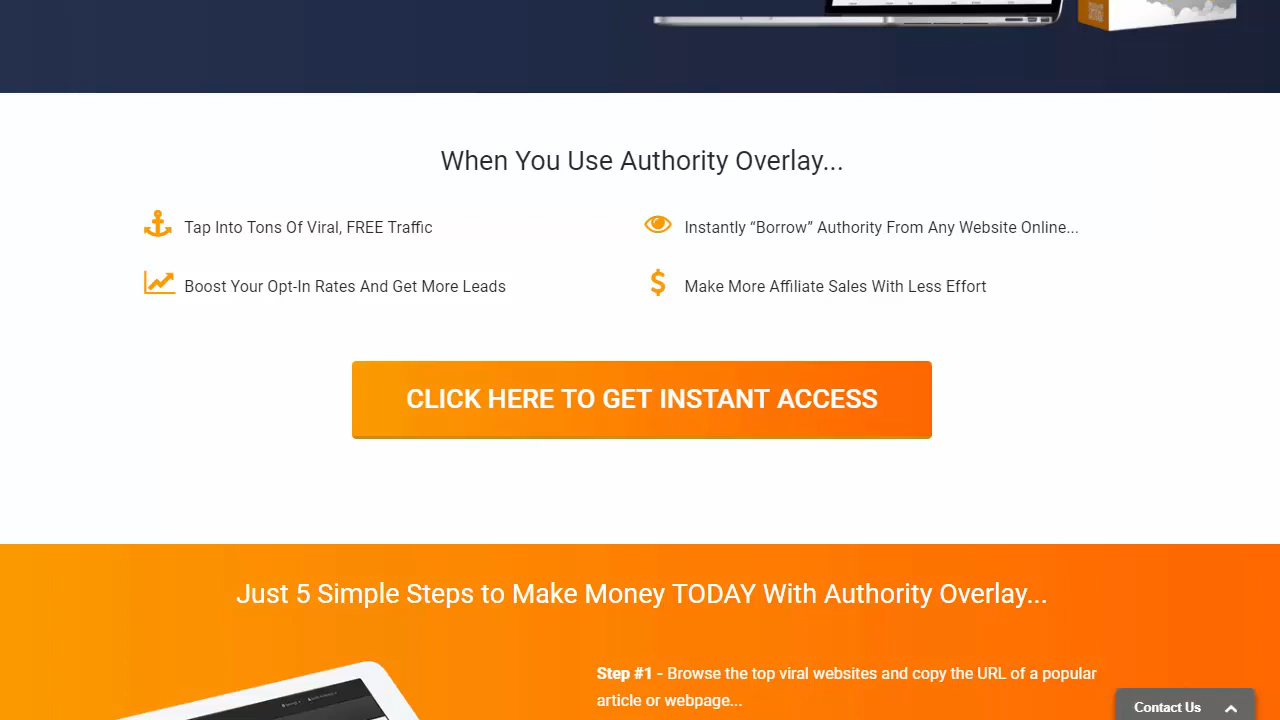 When You Use Authority Overlay...
Tap Into Tons Of Viral, FREE Traffic
Instantly “Borrow” Authority From Any Website Online...
Boost Your Opt-In Rates And Get More Leads
Make More Affiliate Sales With Less Effort
CLICK HERE TO GET INSTANT ACCESS
Just 5 Simple Steps to Make Money TODAY With Authority Overlay...
Step #1 - Browse the top viral websites and copy the URL of a popular
article or webpage...
Contact Us